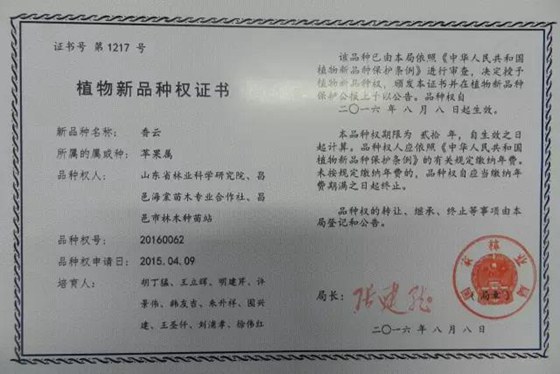 证书号 第 1217 号
植物新品种权证书
新品种名称: 香云
所属的属或种: 苹果属
品种权人: 山东省林业科学研究院、昌
邑海棠苗木专业合作社、昌
邑市林木种苗站
品种权号: 20160062
品种权申请日: 2015.04.09
培育人: 胡丁猛、王立辉、明建芹、许
景伟、韩友吉、朱升祥、囤兴
建、王圣仟、刘浦孝、徐伟红
该品种已由本局依照《中华人民共和国
植物新品种保护条例》进行审查,决定授予
植物新品种权,颁发本证书并在植物新品种
保护公报上予以公告。品种权自
二〇一六年 八 月 八 日起生效。
本品种权期限为 贰拾 年,自生效之日
起计算。品种权人应依照《中华人民共和国
植物新品种保护条例》的有关规定缴纳年费。
未按规定缴纳年费的,品种权自应当缴纳年
费期满之日起终止。
品种权的转让、继承、终止等事项由本
局登记和公告。
局长: 张建龙
国家林业局
(局章)
二〇一六 年 八 月 八 日